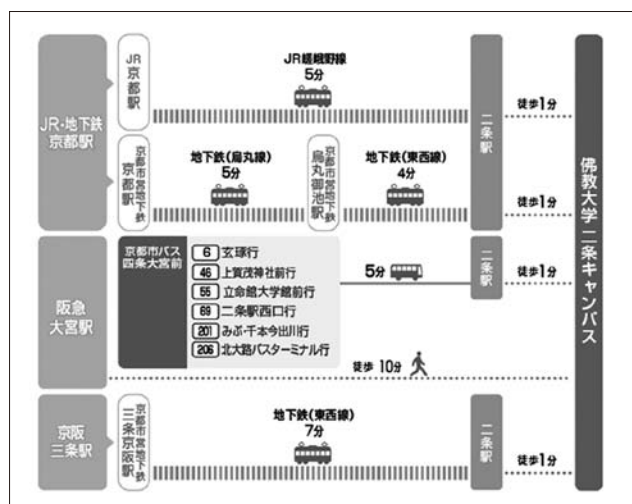 JR・地下鉄
京都駅
JR
京都駅
JR嵯峨野線
5分
二条駅
徒歩1分
京都市営地下鉄
京都駅
地下鉄(烏丸線)
5分
京都市営地下鉄
烏丸御池駅
地下鉄(東西線)
4分
徒歩1分
佛教大学 二条キャンパス
阪急
大宮駅
京都市バス
四条大宮前
6 玄琢行
46 上賀茂神社前行
55 立命館大学館前行
69 二条駅西口行
201 みぶ・千本今出川行
206 北大路バスターミナル行
5分
二条駅
徒歩1分
徒歩 10分
京阪
三条駅
京都市営地下鉄
三条京阪駅
地下鉄(東西線)
7分
二条駅
徒歩1分